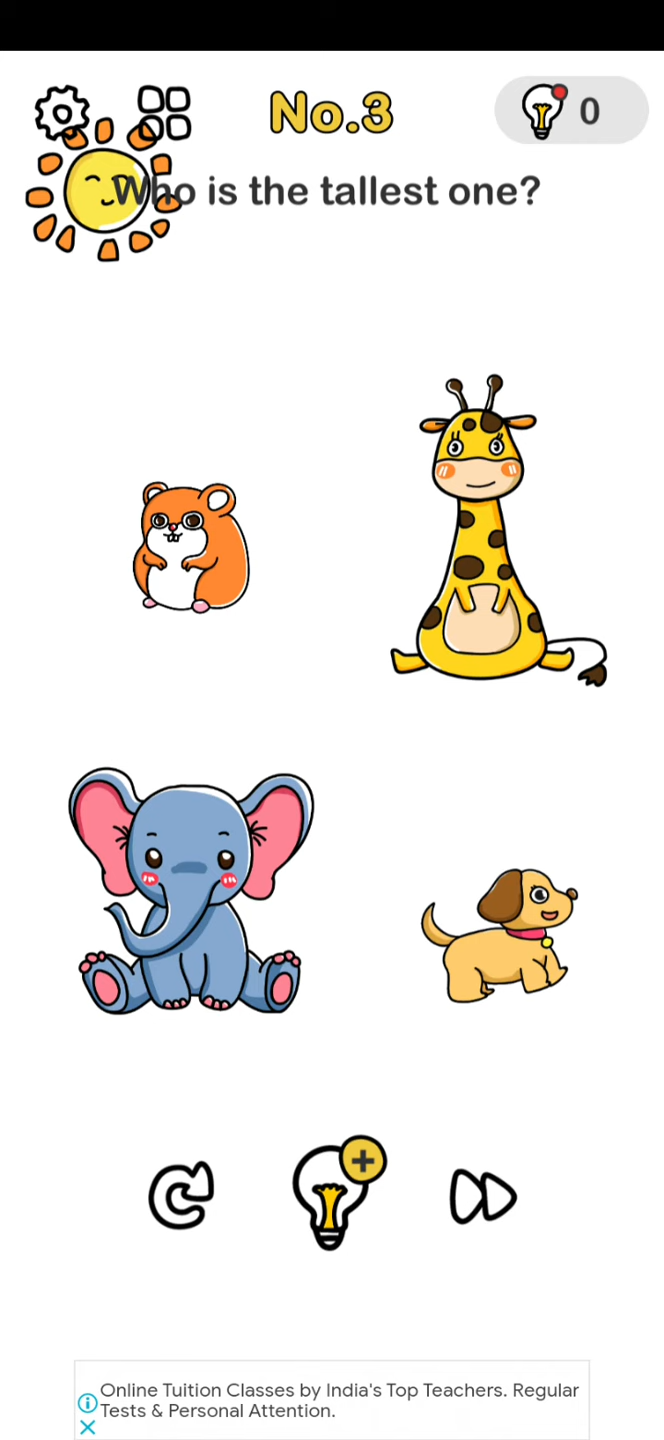 No.3
0
Who is the tallest one?
Online Tuition Classes by India's Top Teachers. Regular
Tests & Personal Attention.